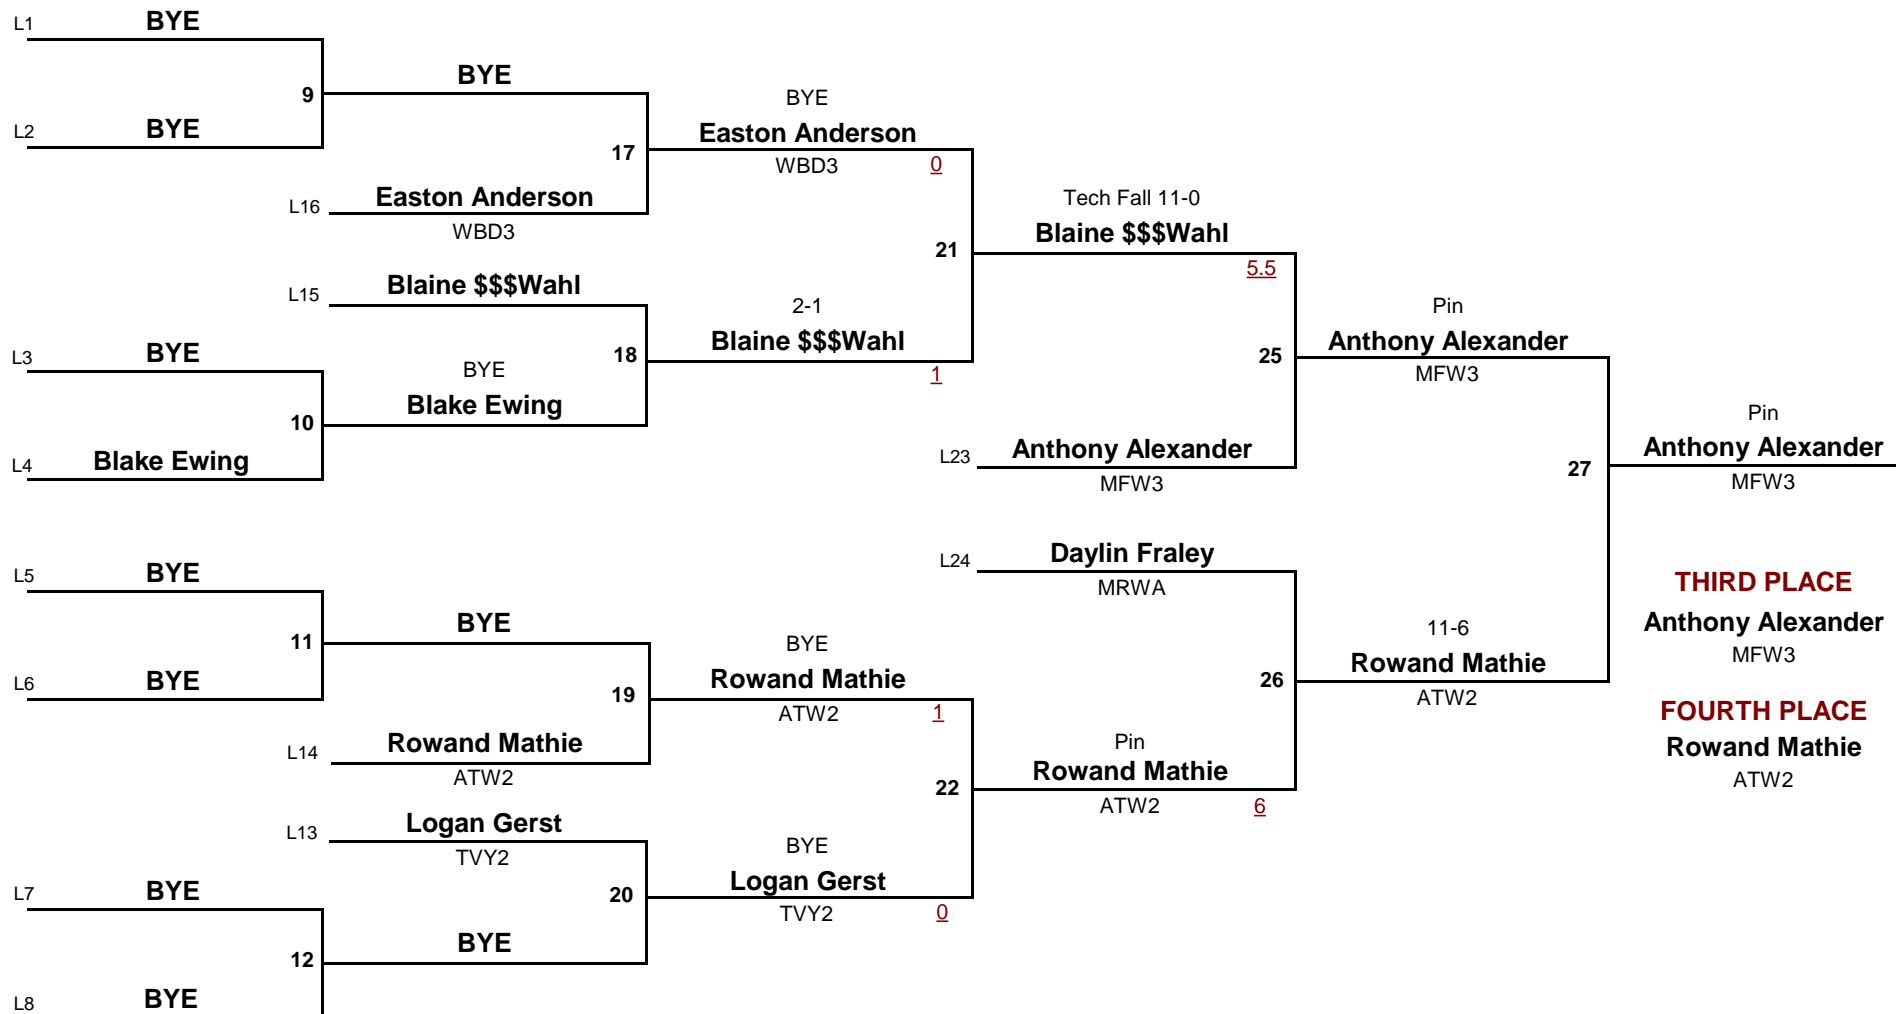 L1 BYE
9
L2 BYE
BYE
17
L16 Easton Anderson
WBD3
BYE
Easton Anderson
WBD3 0
L15 Blaine $$$Wahl
L3 BYE
10
L4 Blake Ewing
BYE
Blake Ewing
18
2-1
Blaine $$$Wahl
1
21
Tech Fall 11-0
Blaine $$$Wahl
5.5
25
L23 Anthony Alexander
MFW3
Pin
Anthony Alexander
MFW3
27
Pin
Anthony Alexander
MFW3
L5 BYE
11
L6 BYE
BYE
19
L14 Rowand Mathie
ATW2
BYE
Rowand Mathie
ATW2 1
L13 Logan Gerst
TVY2
20
L7 BYE
12
L8 BYE
BYE
BYE
Logan Gerst
TVY2 0
22
Pin
Rowand Mathie
ATW2 6
L24 Daylin Fraley
MRWA
26
11-6
Rowand Mathie
ATW2
THIRD PLACE
Anthony Alexander
MFW3
FOURTH PLACE
Rowand Mathie
ATW2